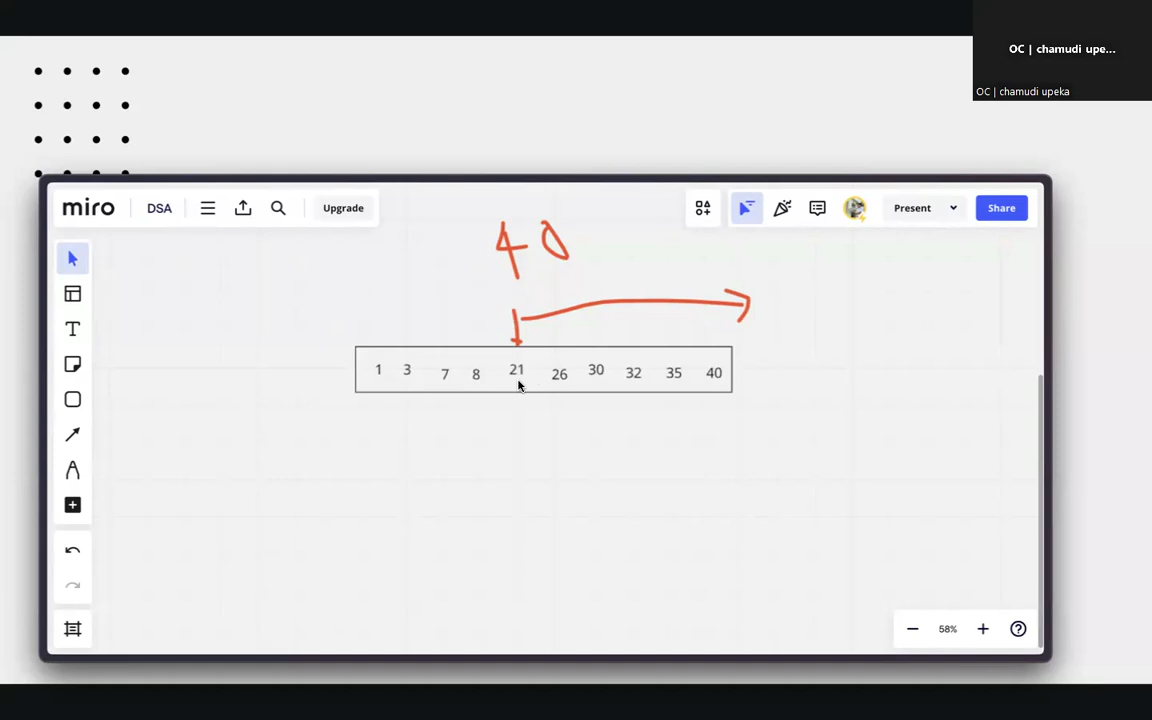 OC | chamudi upe...
OC | chamudi upeka
miro DSA Upgrade Present Share
40
1 3 7 8 21 26 30 32 35 40
58%